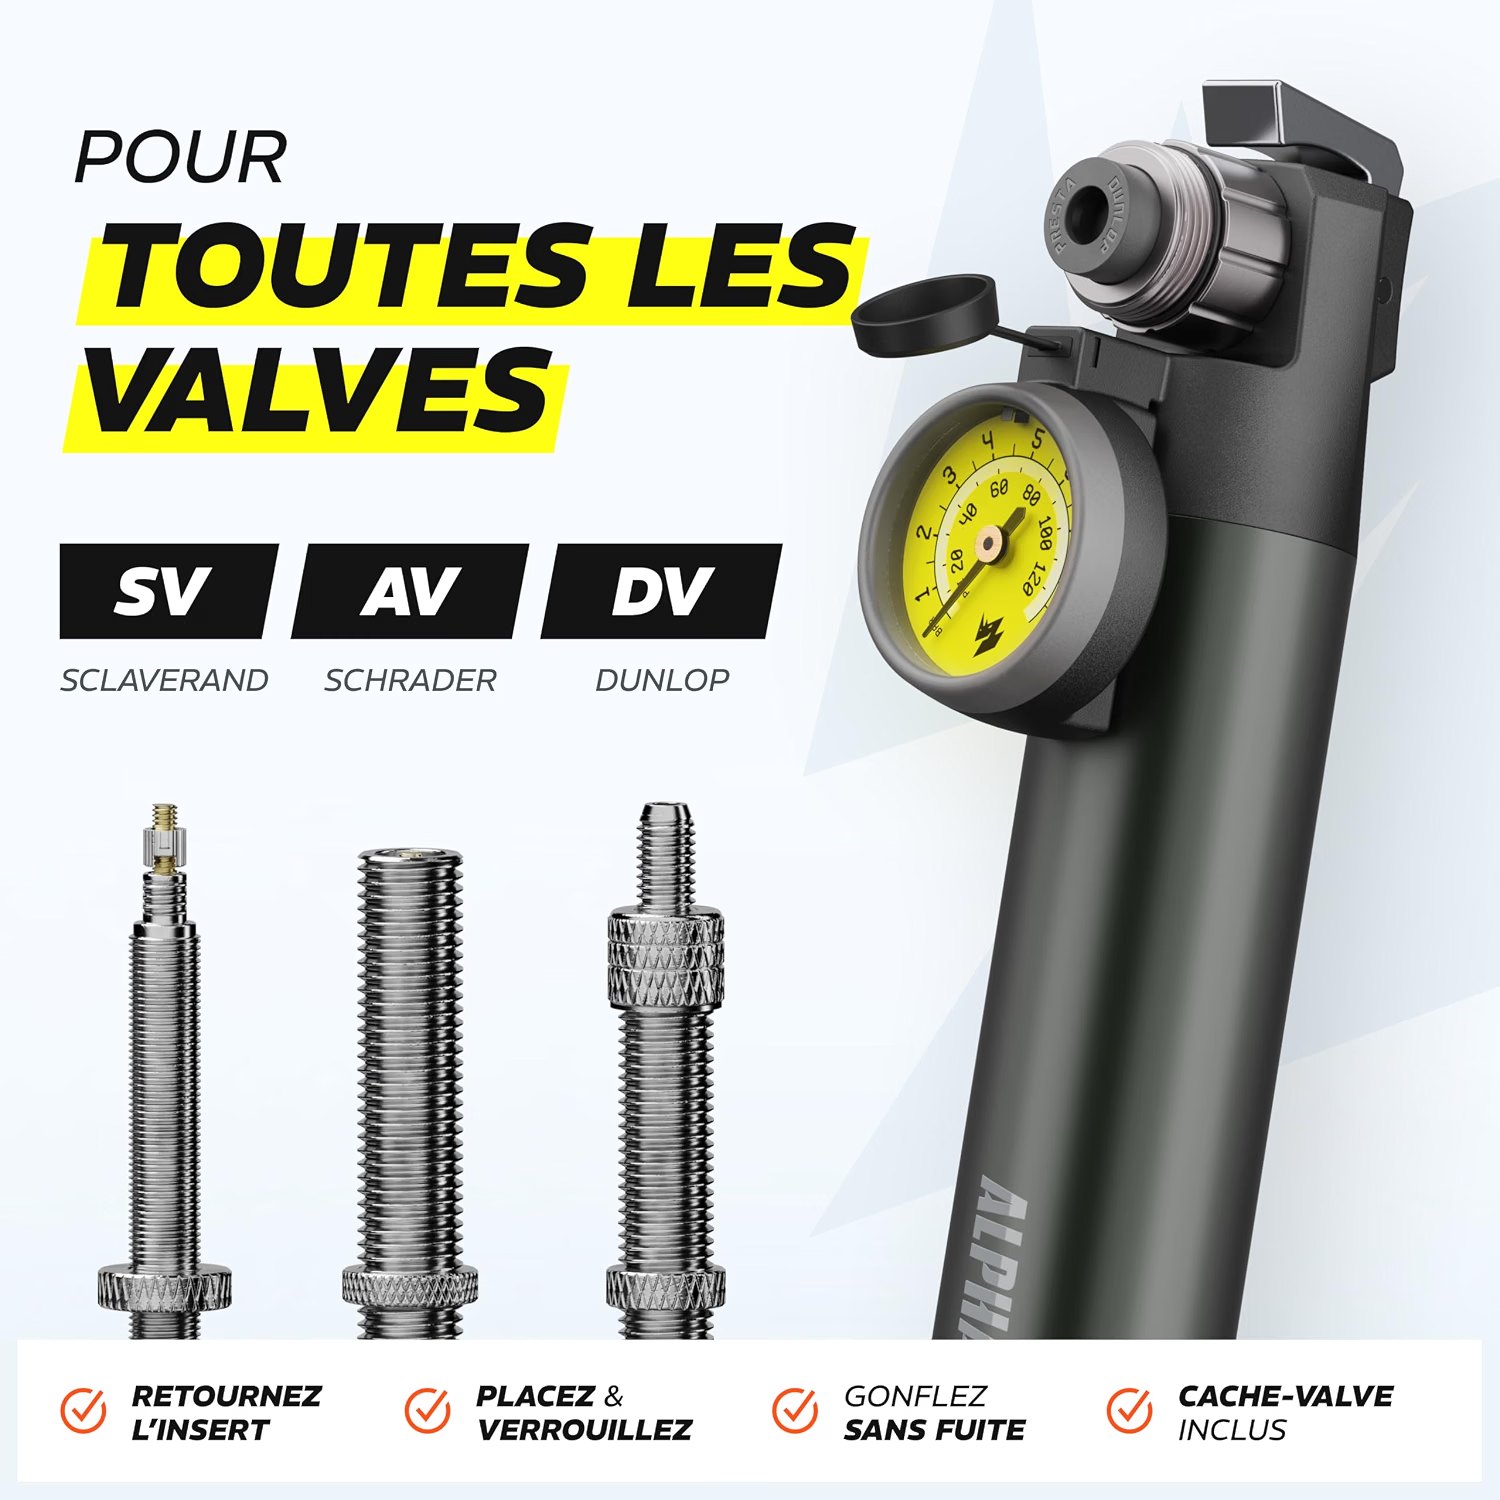 POUR
TOUTES LES
VALVES
SV
AV
DV
SCLAVERAND
SCHRADER
DUNLOP
PRESTA
DUNLOP
1
2
3
4
5
20
40
60
80
100
120
ALPHA
RETOURNEZ
L'INSERT
PLACEZ &
VERROUILLEZ
GONFLEZ
SANS FUITE
CACHE-VALVE
INCLUS